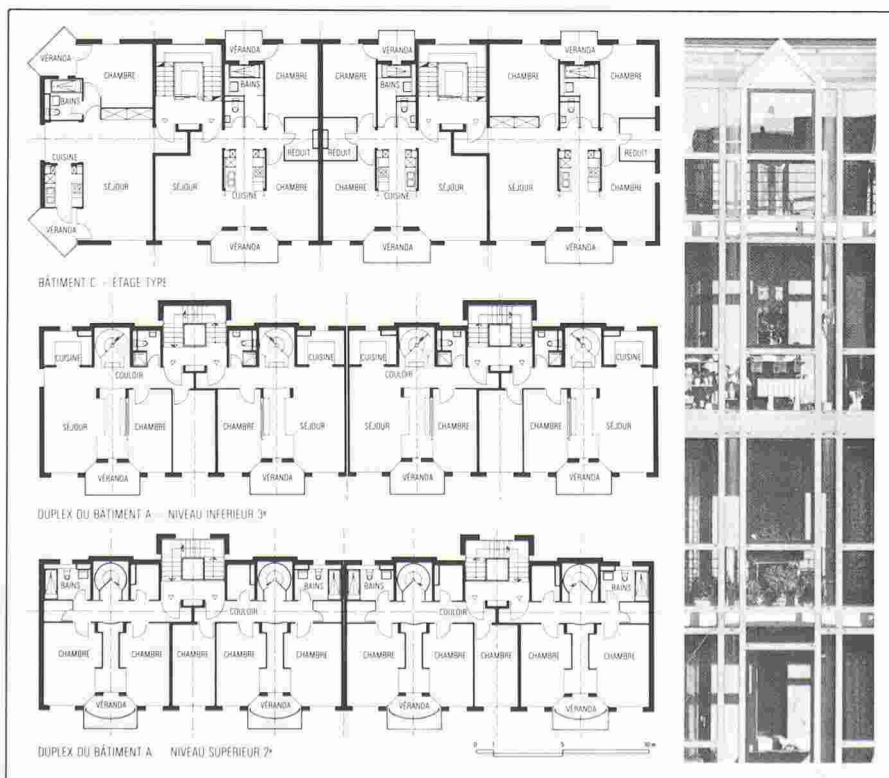 VÉRANDA VÉRANDA VÉRANDA VÉRANDA
CHAMBRE CHAMBRE CHAMBRE CHAMBRE CHAMBRE
BAINS BAINS BAINS
RÉDUIT RÉDUIT RÉDUIT
CUISINE
SÉJOUR SÉJOUR CHAMBRE CHAMBRE SÉJOUR SÉJOUR CHAMBRE
CUISINE CUISINE CUISINE
VÉRANDA VÉRANDA VÉRANDA VÉRANDA
BÂTIMENT C - ÉTAGE TYPE
CUISINE CUISINE CUISINE CUISINE
COULOIR COULOIR
SÉJOUR CHAMBRE CHAMBRE SÉJOUR SÉJOUR CHAMBRE CHAMBRE SÉJOUR
VÉRANDA VÉRANDA VÉRANDA VÉRANDA
DUPLEX DU BÂTIMENT A - NIVEAU INFÉRIEUR 3e
BAINS BAINS BAINS BAINS
COULOIR COULOIR
CHAMBRE CHAMBRE CHAMBRE CHAMBRE CHAMBRE CHAMBRE CHAMBRE CHAMBRE CHAMBRE CHAMBRE
VÉRANDA VÉRANDA VÉRANDA VÉRANDA
DUPLEX DU BÂTIMENT A NIVEAU SUPÉRIEUR 2e
0 1 5 10 m